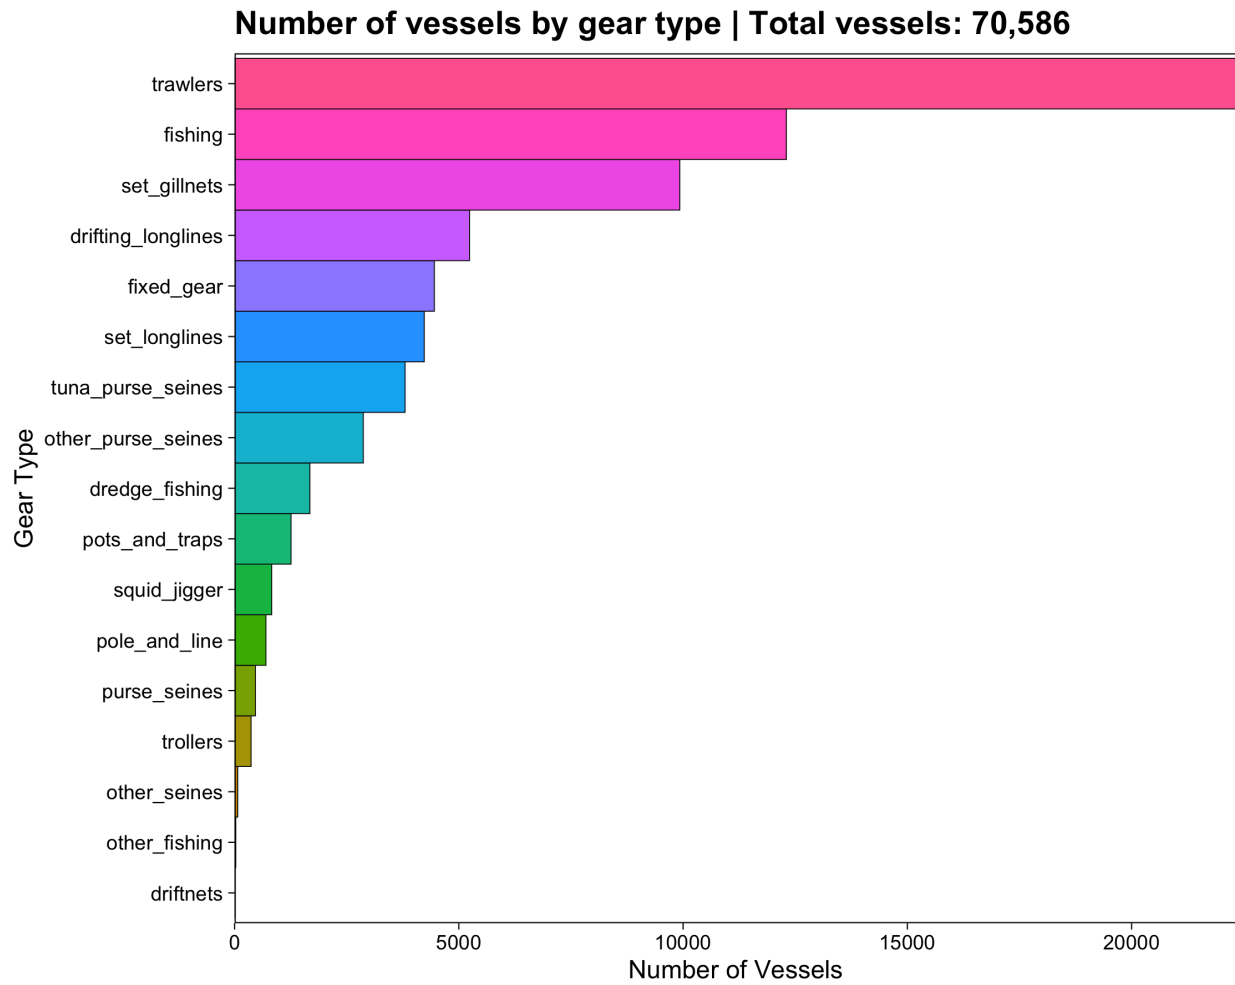 Number of vessels by gear type | Total vessels: 70,586
trawlers
fishing
set_gillnets
drifting_longlines
fixed_gear
set_longlines
tuna_purse_seines
other_purse_seines
dredge_fishing
pots_and_traps
squid_jigger
pole_and_line
purse_seines
trollers
other_seines
other_fishing
driftnets
Gear Type
0 5000 10000 15000 20000
Number of Vessels